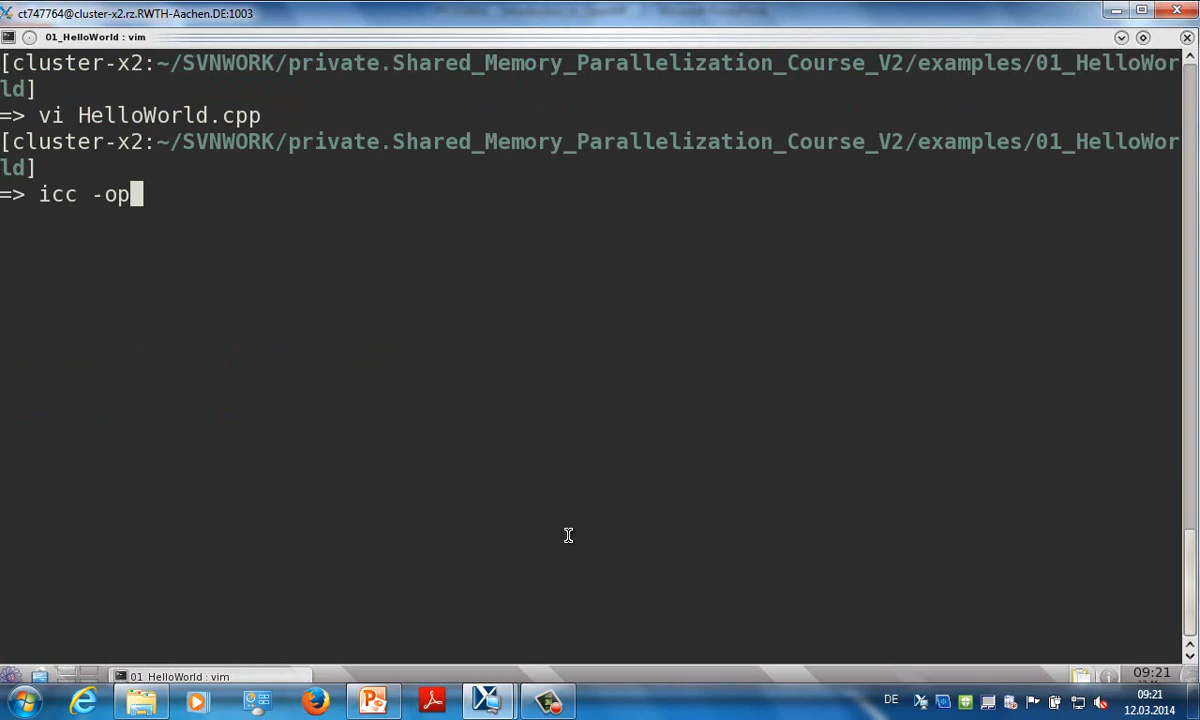 ct747764@cluster-x2.rz.RWTH-Aachen.DE:1003
01_HelloWorld : vim
[cluster-x2:~/SVNWORK/private.Shared_Memory_Parallelization_Course_V2/examples/01_HelloWor
ld]
=> vi HelloWorld.cpp
[cluster-x2:~/SVNWORK/private.Shared_Memory_Parallelization_Course_V2/examples/01_HelloWor
ld]
=> icc -op
01_HelloWorld : vim
09:21
DE
09:21
12.03.2014